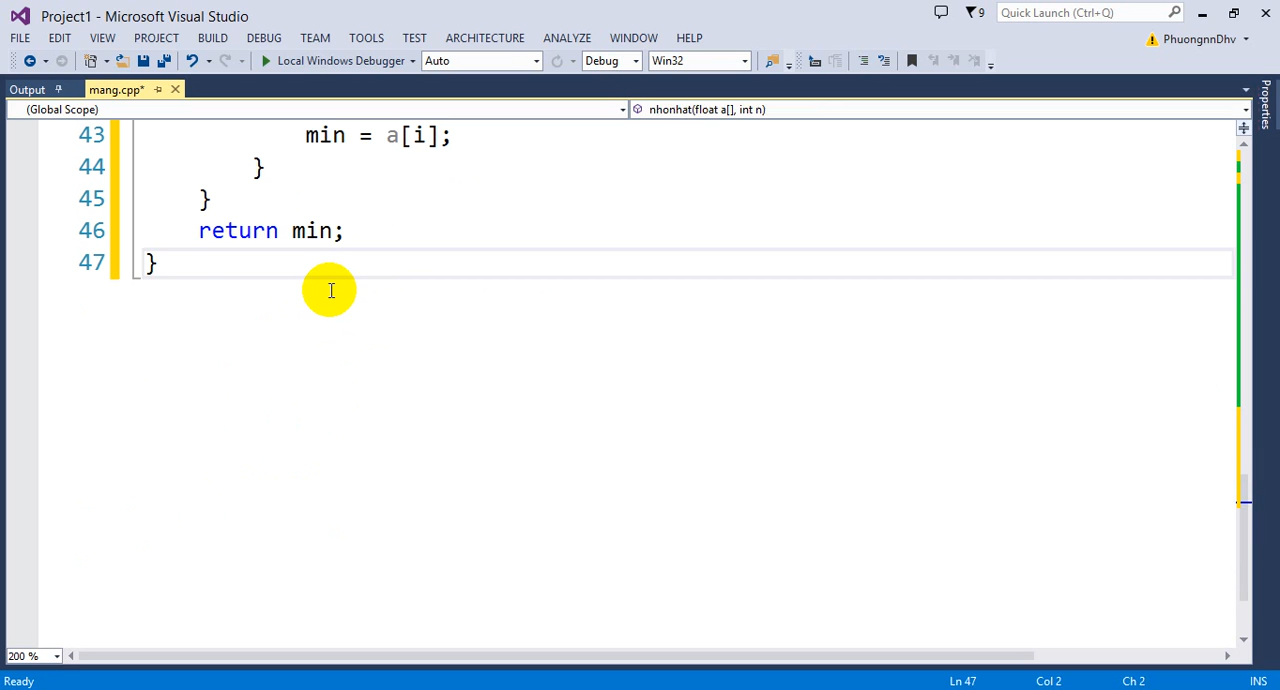 Project1 - Microsoft Visual Studio
9
Quick Launch (Ctrl+Q)
FILE EDIT VIEW PROJECT BUILD DEBUG TEAM TOOLS TEST ARCHITECTURE ANALYZE WINDOW HELP
PhuongnnDhv
Local Windows Debugger Auto Debug Win32
Output mang.cpp*
(Global Scope) nhonhat(float a[], int n)
Properties
43 min = a[i];
44 }
45 }
46 return min;
47 }
200 %
Ready Ln 47 Col 2 Ch 2 INS